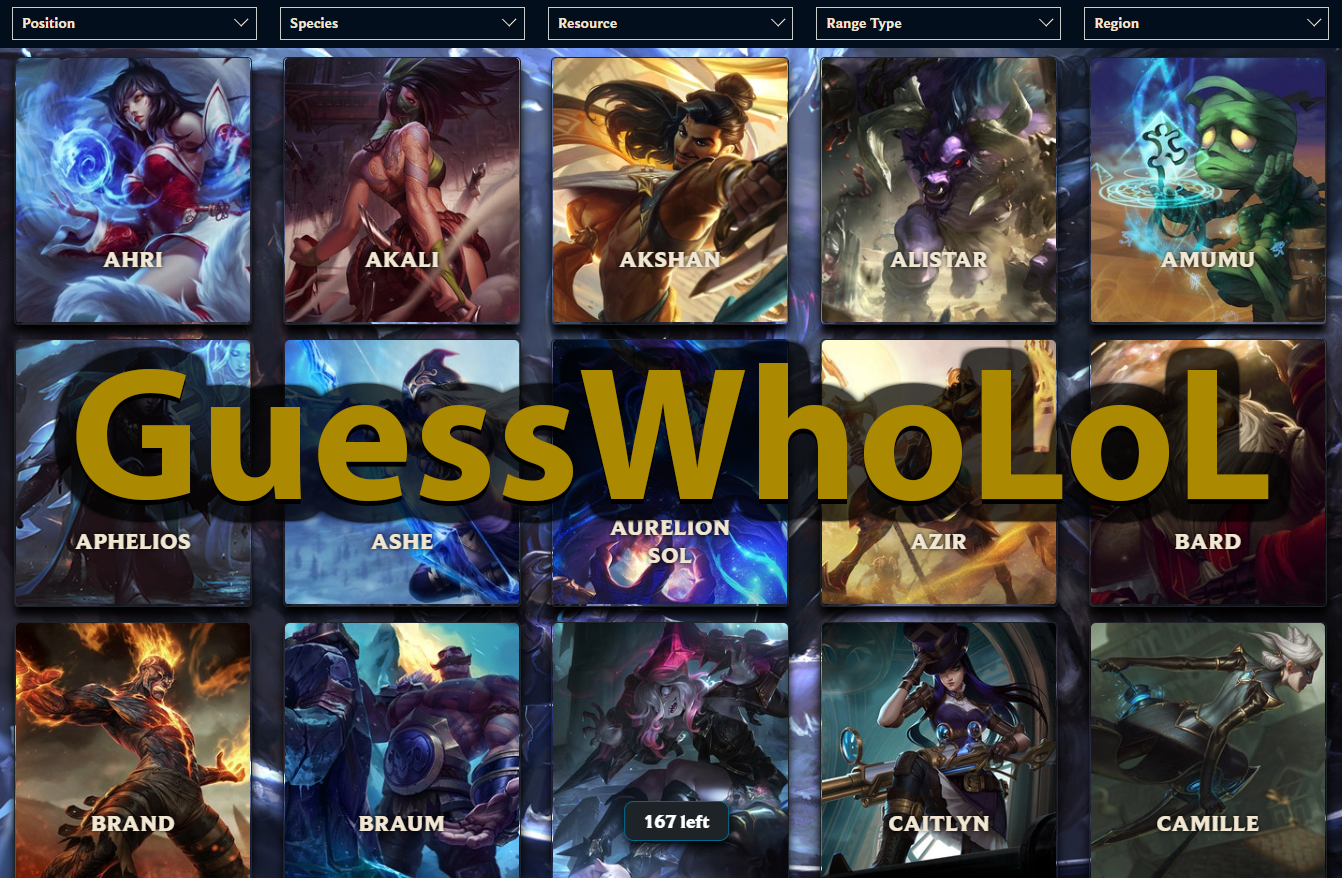 Position
Species
Resource
Range Type
Region
AHRI
AKALI
AKSHAN
ALISTAR
AMUMU
GuessWhoLoL
APHELIOS
ASHE
AURELION
SOL
AZIR
BARD
BRAND
BRAUM
167 left
CAITLYN
CAMILLE